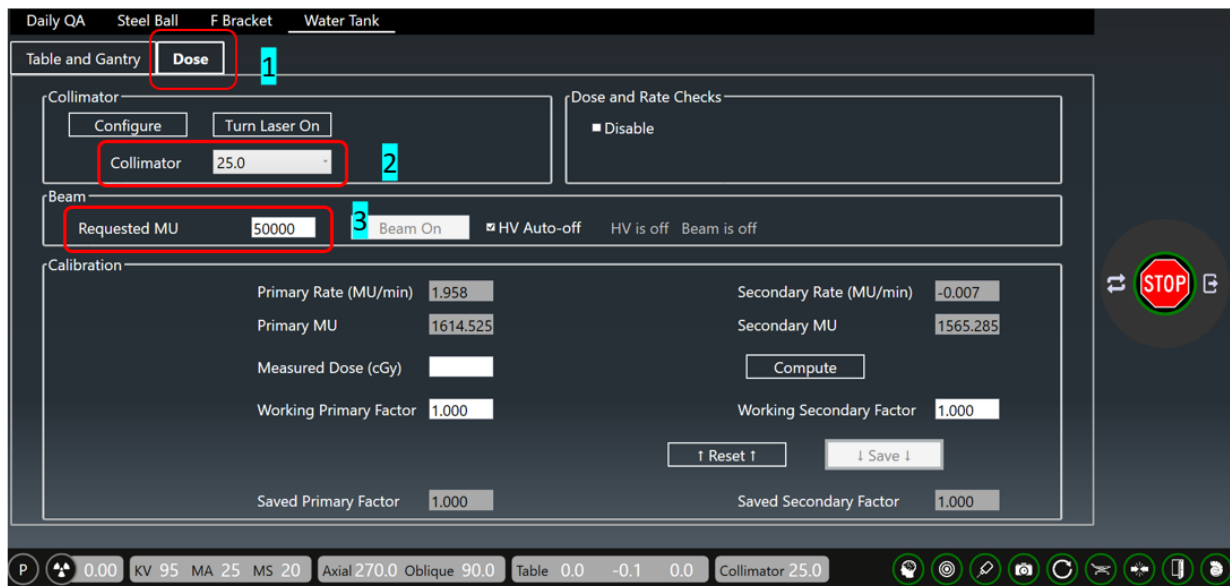 Daily QA Steel Ball F Bracket Water Tank
Table and Gantry Dose 1
Collimator Dose and Rate Checks
Configure Turn Laser On Disable
Collimator 25.0 2
Beam
Requested MU 50000 3 Beam On HV Auto-off HV is off Beam is off
Calibration
Primary Rate (MU/min) 1.958 Secondary Rate (MU/min) -0.007
Primary MU 1614.525 Secondary MU 1565.285
Measured Dose (cGy) Compute
Working Primary Factor 1.000 Working Secondary Factor 1.000
↑ Reset ↑ ↓ Save ↓
Saved Primary Factor 1.000 Saved Secondary Factor 1.000
STOP
P 0.00 KV 95 MA 25 MS 20 Axial 270.0 Oblique 90.0 Table 0.0 -0.1 0.0 Collimator 25.0